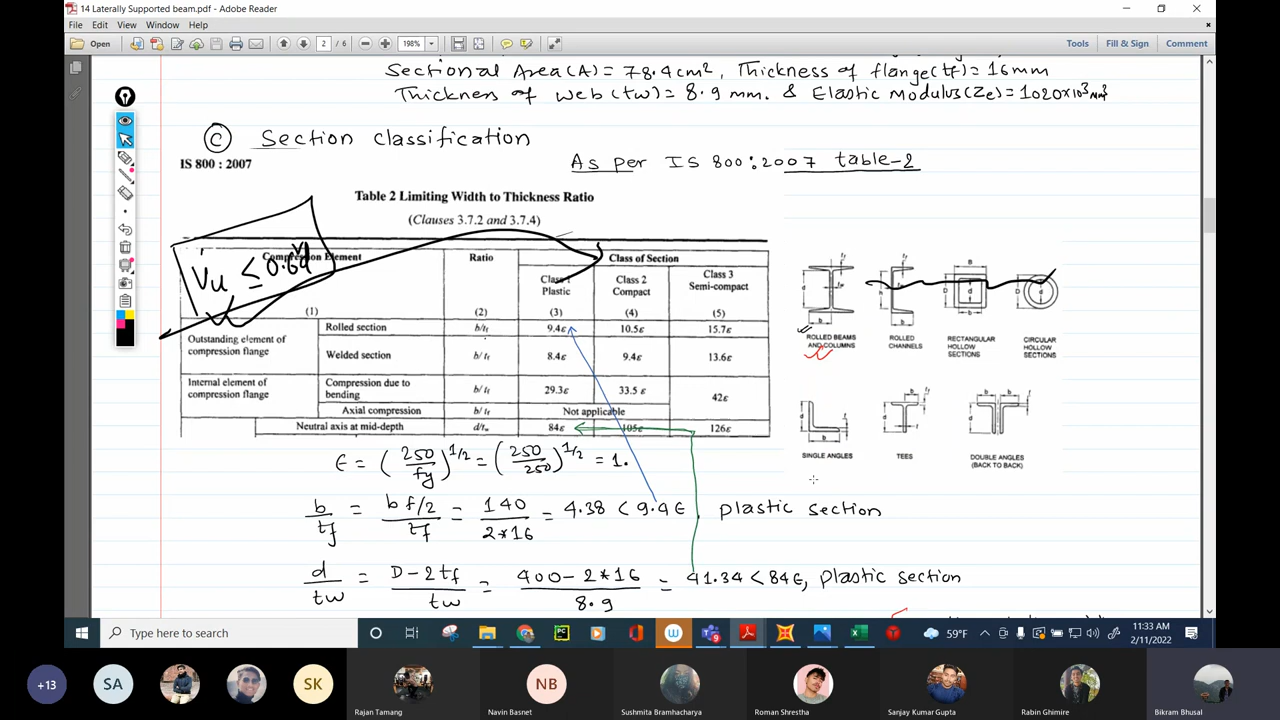 14 Laterally Supported beam.pdf - Adobe Reader
File Edit View Window Help
Open 2 / 6 198% Tools Fill & Sign Comment
Sectional Area(A) = 78.4cm², Thickness of flange(tf) = 16mm
Thickness of web(tw) = 8.9 mm. & Elastic Modulus(Ze) = 1020×10³
C Section classification
IS 800 : 2007
As per IS 800:2007 table-2
Table 2 Limiting Width to Thickness Ratio
(Clauses 3.7.2 and 3.7.4)
Vu ≤ 0.6Vd
Compression Element Ratio Class of Section
Class 1 Plastic Class 2 Compact Class 3 Semi-compact
(1) (2) (3) (4) (5)
Outstanding element of compression flange
Rolled section b/tf 9.4ε 10.5ε 15.7ε
Welded section b/tf 8.4ε 9.4ε 13.6ε
Internal element of compression flange
Compression due to bending b/tf 29.3ε 33.5 ε 42ε
Axial compression b/tf Not applicable
Neutral axis at mid-depth d/tw 84ε 105ε 126ε
ROLLED BEAMS AND COLUMNS
ROLLED CHANNELS
RECTANGULAR HOLLOW SECTIONS
CIRCULAR HOLLOW SECTIONS
SINGLE ANGLES
TEES
DOUBLE ANGLES (BACK TO BACK)
ε = (250/fy)^1/2 = (250/250)^1/2 = 1.
b/tf = bf/2/tf = 140/2*16 = 4.38 < 9.4ε plastic section
d/tw = D-2tf/tw = 400-2*16/8.9 = 41.34 < 84ε, plastic section
Type here to search
59°F
11:33 AM
2/11/2022
+13
SA
SK
NB
Rajan Tamang
Navin Basnet
Sushmita Bramhacharya
Roman Shrestha
Sanjay Kumar Gupta
Rabin Ghimire
Bikram Bhusal